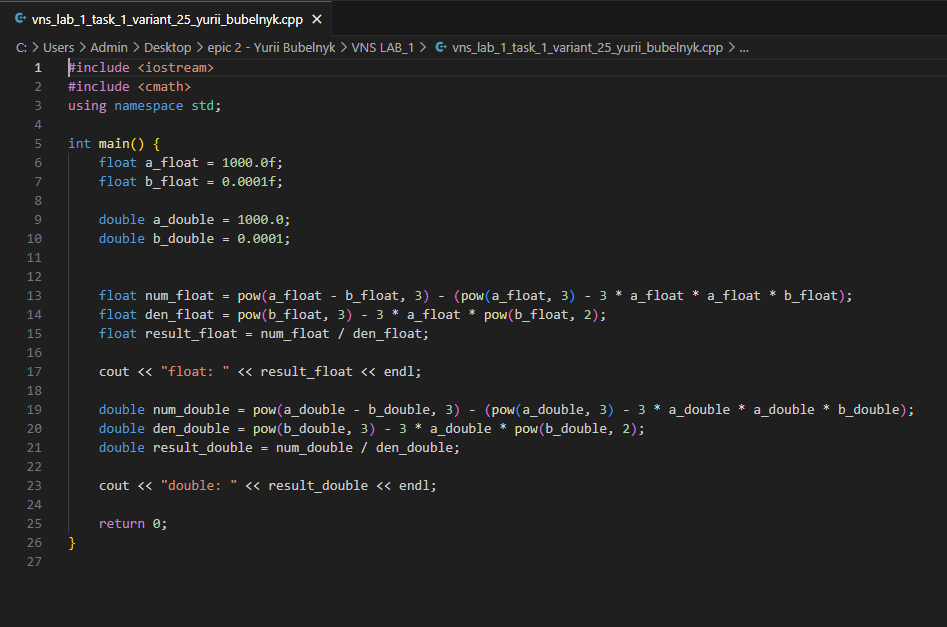 vns_lab_1_task_1_variant_25_yurii_bubelnyk.cpp ×
C: > Users > Admin > Desktop > epic 2 - Yurii Bubelnyk > VNS LAB_1 > vns_lab_1_task_1_variant_25_yurii_bubelnyk.cpp > ...
1 #include <iostream>
2 #include <cmath>
3 using namespace std;
4
5 int main() {
6 float a_float = 1000.0f;
7 float b_float = 0.0001f;
8
9 double a_double = 1000.0;
10 double b_double = 0.0001;
11
12
13 float num_float = pow(a_float - b_float, 3) - (pow(a_float, 3) - 3 * a_float * a_float * b_float);
14 float den_float = pow(b_float, 3) - 3 * a_float * pow(b_float, 2);
15 float result_float = num_float / den_float;
16
17 cout << "float: " << result_float << endl;
18
19 double num_double = pow(a_double - b_double, 3) - (pow(a_double, 3) - 3 * a_double * a_double * b_double);
20 double den_double = pow(b_double, 3) - 3 * a_double * pow(b_double, 2);
21 double result_double = num_double / den_double;
22
23 cout << "double: " << result_double << endl;
24
25 return 0;
26 }
27